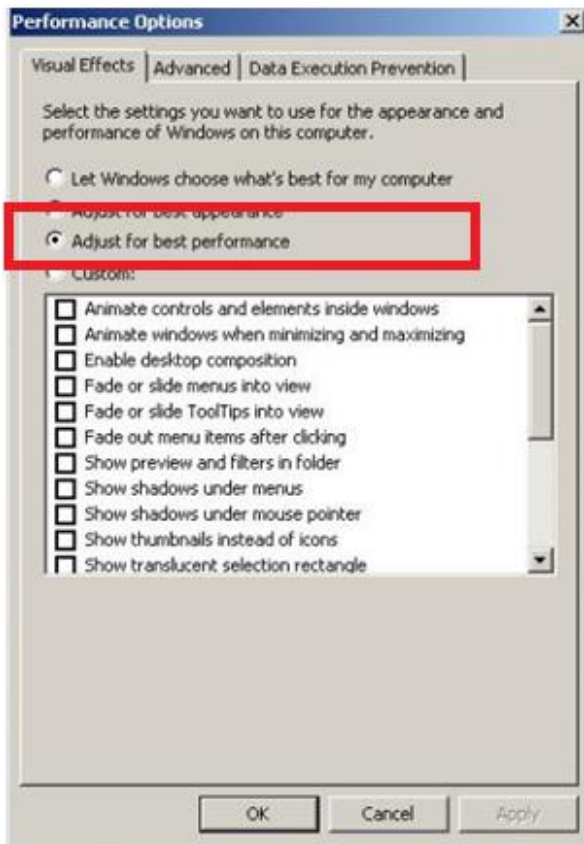 Performance Options
Visual Effects
Advanced
Data Execution Prevention
Select the settings you want to use for the appearance and
performance of Windows on this computer.
Let Windows choose what's best for my computer
Adjust for best appearance
Adjust for best performance
Custom:
Animate controls and elements inside windows
Animate windows when minimizing and maximizing
Enable desktop composition
Fade or slide menus into view
Fade or slide ToolTips into view
Fade out menu items after clicking
Show preview and filters in folder
Show shadows under menus
Show shadows under mouse pointer
Show thumbnails instead of icons
Show translucent selection rectangle
OK
Cancel
Apply